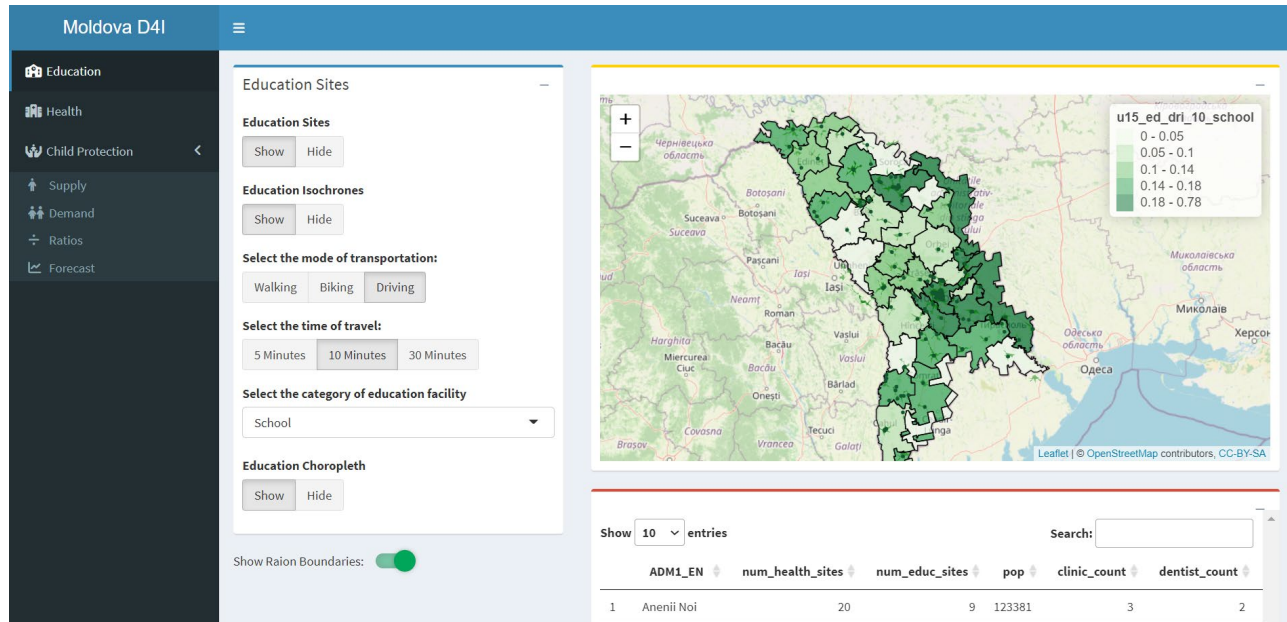 Moldova D4I
Education
Health
Child Protection
Supply
Demand
Ratios
Forecast
Education Sites
Education Sites
Show Hide
Education Isochrones
Show Hide
Select the mode of transportation:
Walking Biking Driving
Select the time of travel:
5 Minutes 10 Minutes 30 Minutes
Select the category of education facility
School
Education Choropleth
Show Hide
Show Raion Boundaries:
+
−
u15_ed_dri_10_school
0 - 0.05
0.05 - 0.1
0.1 - 0.14
0.14 - 0.18
0.18 - 0.78
Чернівецька
область
Botoșani
Suceava
Botoșani
Suceava
Pașcani
Iași
Iași
Neamț
Roman
Vaslui
Harghita
Bacău
Vaslui
Miercurea
Ciuc
Bacău
Bârlad
Onești
Covasna
Tecuci
Brașov
Vrancea
Galați
Миколаївська
область
Миколаїв
Херсон
Одеська
область
Одеса
Leaflet | © OpenStreetMap contributors, CC-BY-SA
Show 10 entries
Search:
ADM1_EN num_health_sites num_educ_sites pop clinic_count dentist_count
1 Anenii Noi 20 9 123381 3 2